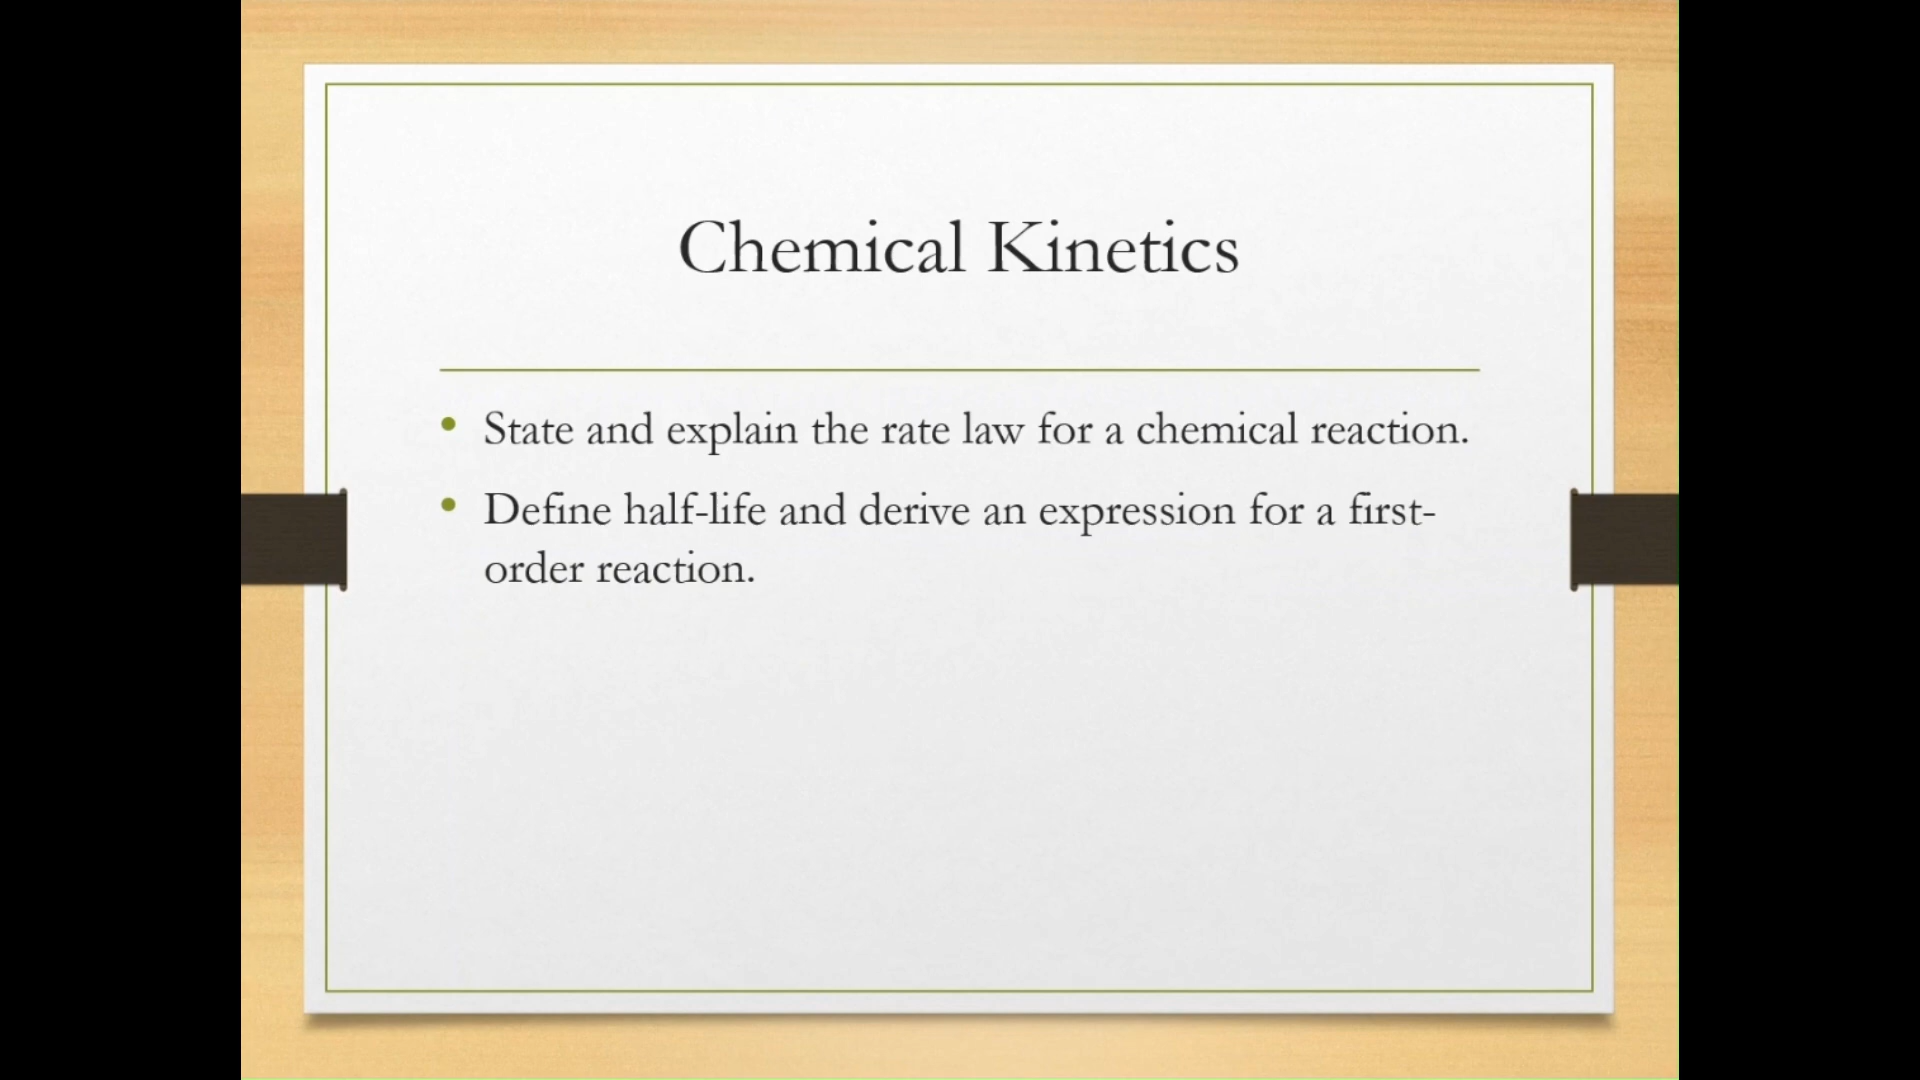 Chemical Kinetics
• State and explain the rate law for a chemical reaction.
• Define half-life and derive an expression for a first-
order reaction.